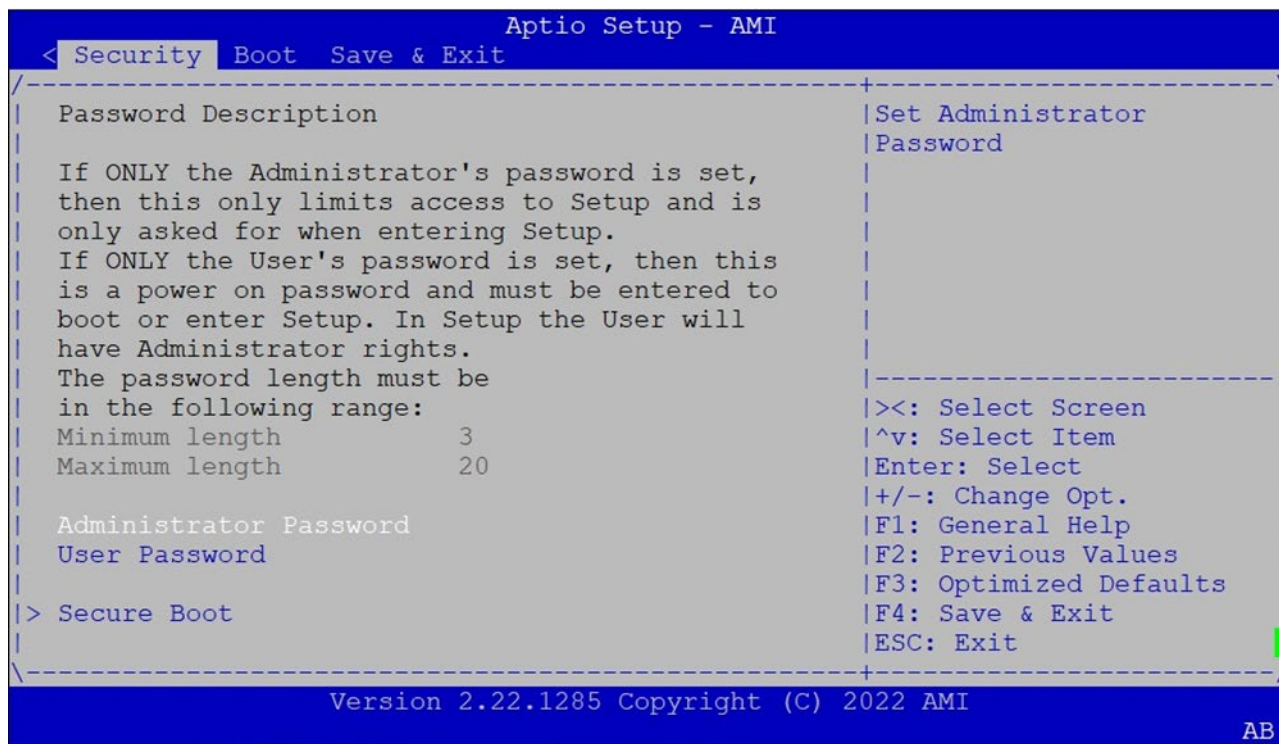 Aptio Setup - AMI
< Security Boot Save & Exit
Password Description
If ONLY the Administrator's password is set,
then this only limits access to Setup and is
only asked for when entering Setup.
If ONLY the User's password is set, then this
is a power on password and must be entered to
boot or enter Setup. In Setup the User will
have Administrator rights.
The password length must be
in the following range:
Minimum length 3
Maximum length 20
Administrator Password
User Password
> Secure Boot
Set Administrator
Password
><: Select Screen
^v: Select Item
Enter: Select
+/-: Change Opt.
F1: General Help
F2: Previous Values
F3: Optimized Defaults
F4: Save & Exit
ESC: Exit
Version 2.22.1285 Copyright (C) 2022 AMI
AB